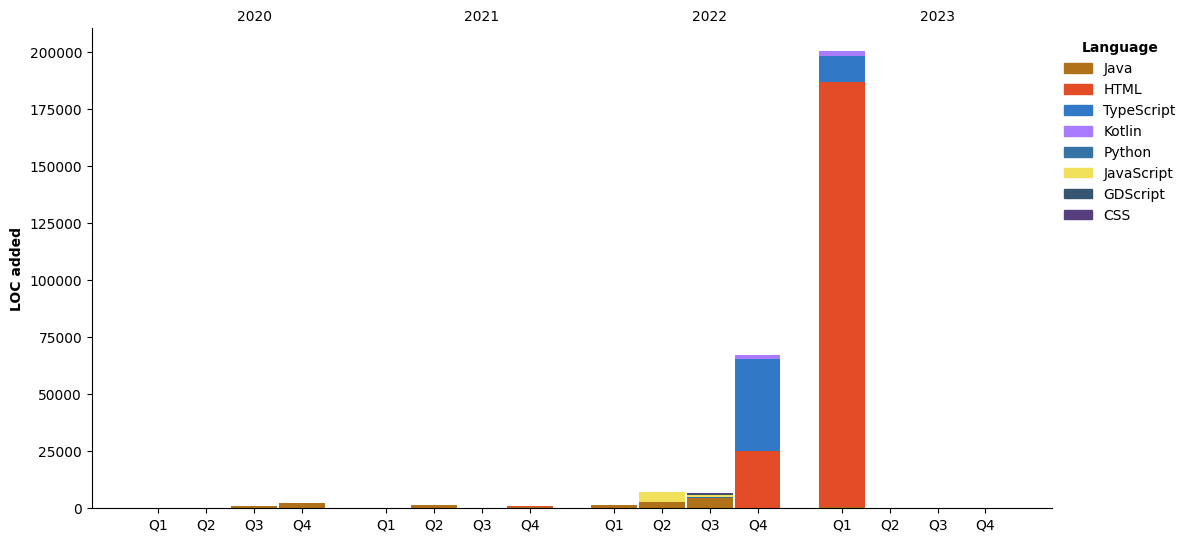 2020 2021 2022 2023
200000
175000
150000
125000
100000
75000
50000
25000
0
LOC added
Q1 Q2 Q3 Q4 Q1 Q2 Q3 Q4 Q1 Q2 Q3 Q4 Q1 Q2 Q3 Q4
Language
Java
HTML
TypeScript
Kotlin
Python
JavaScript
GDScript
CSS